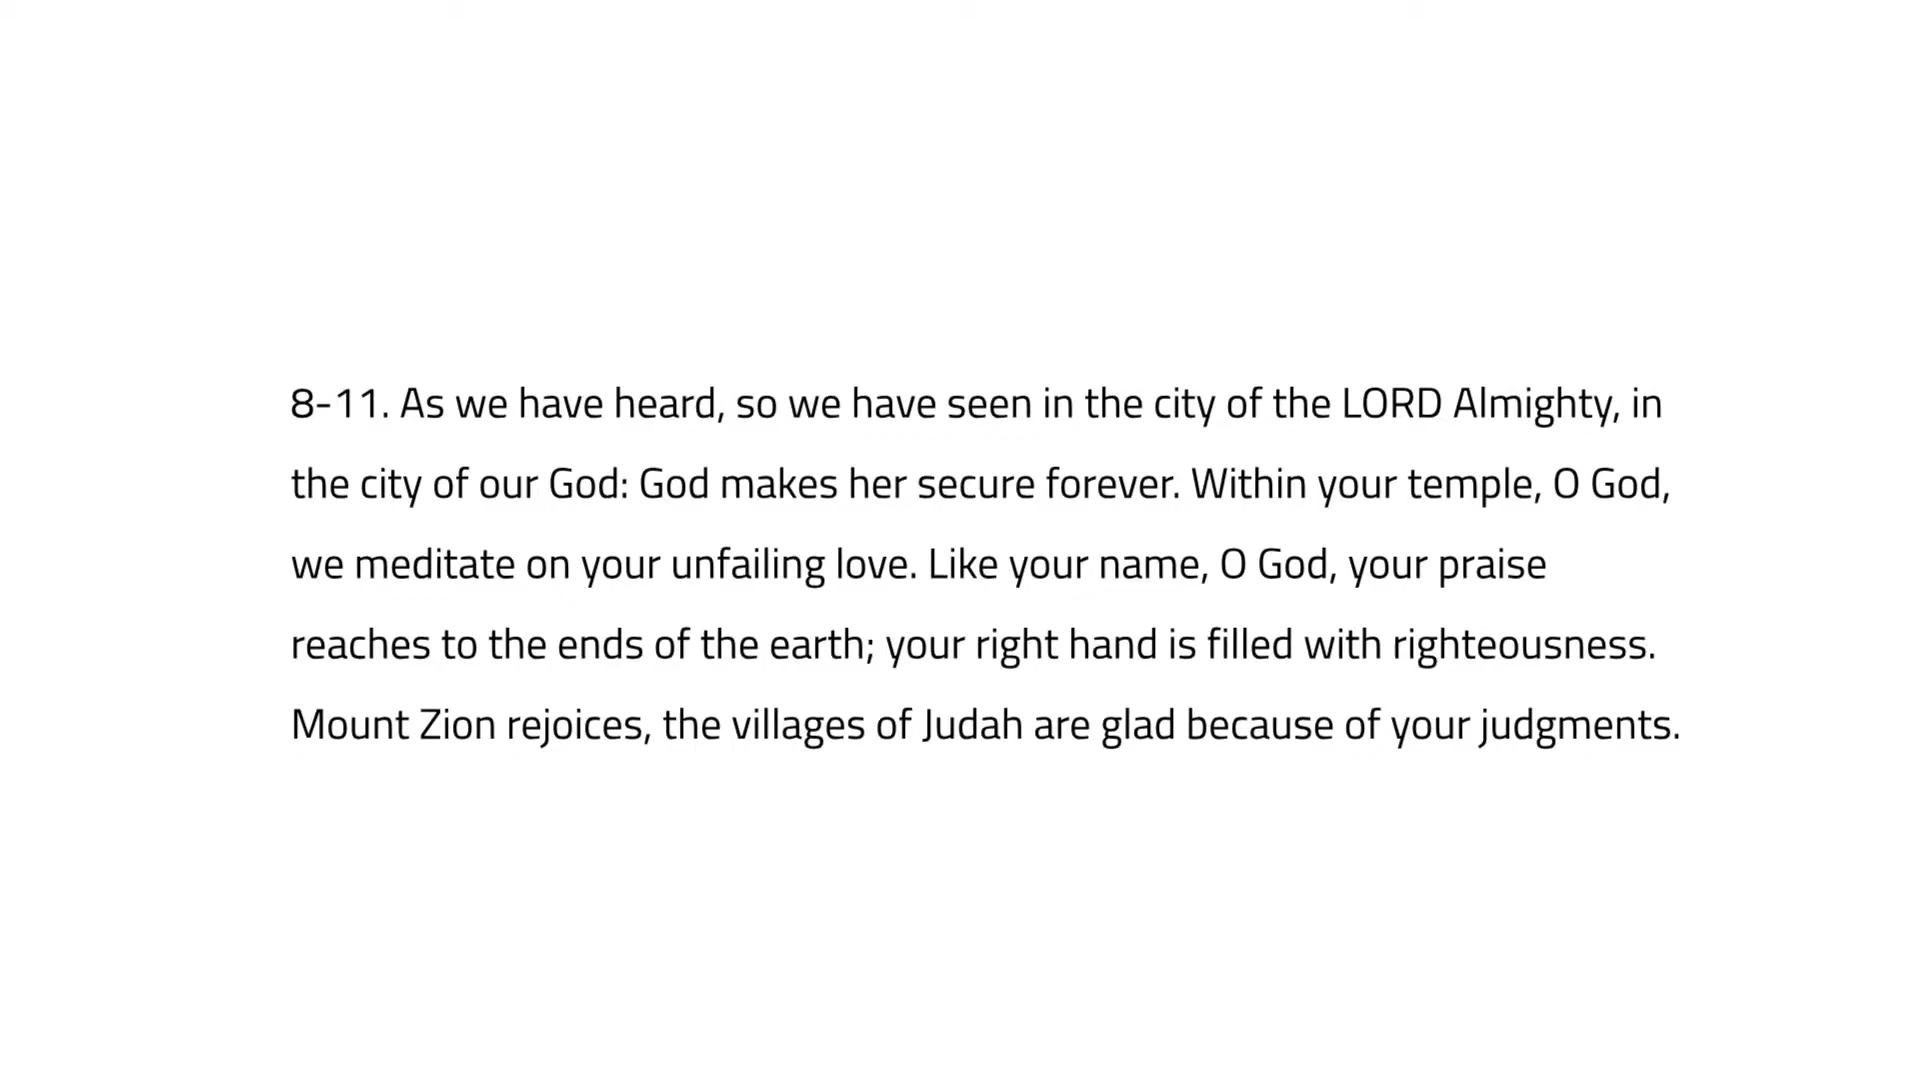 8-11. As we have heard, so we have seen in the city of the LORD Almighty, in
the city of our God: God makes her secure forever. Within your temple, O God,
we meditate on your unfailing love. Like your name, O God, your praise
reaches to the ends of the earth; your right hand is filled with righteousness.
Mount Zion rejoices, the villages of Judah are glad because of your judgments.